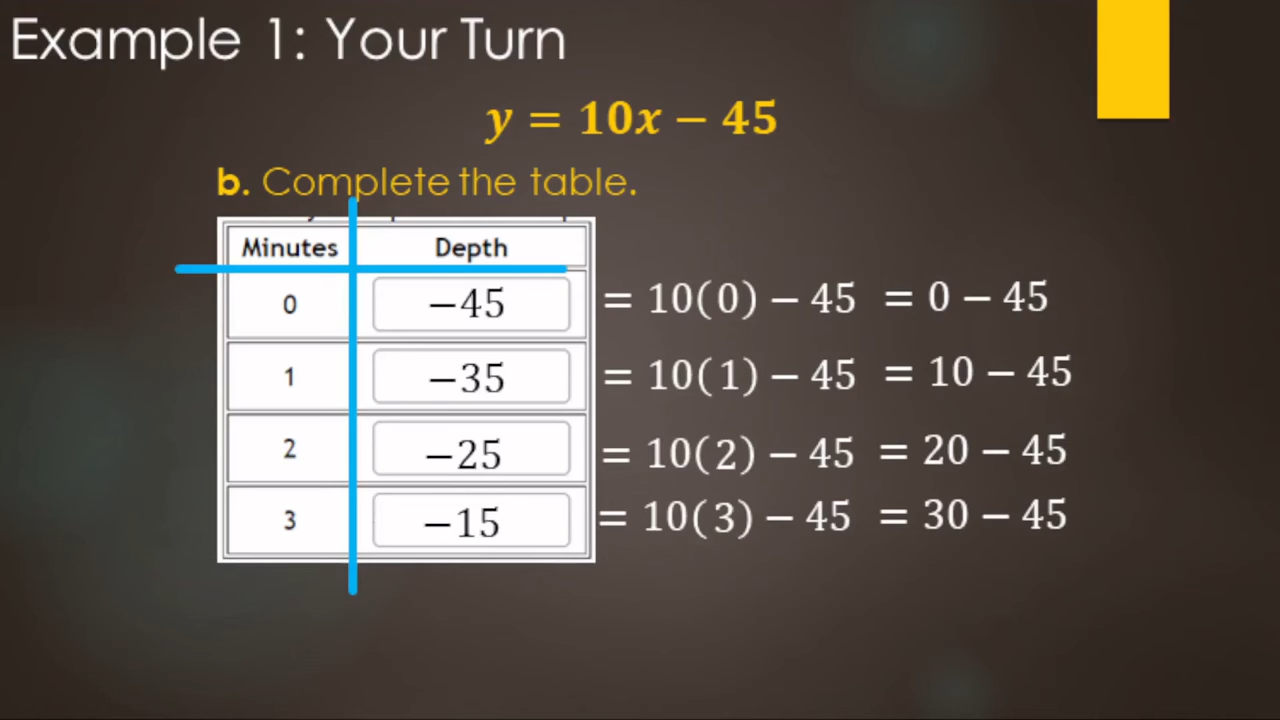 Example 1: Your Turn
y = 10x − 45
b. Complete the table.
Minutes Depth
0 −45 = 10(0) − 45 = 0 − 45
1 −35 = 10(1) − 45 = 10 − 45
2 −25 = 10(2) − 45 = 20 − 45
3 −15 = 10(3) − 45 = 30 − 45